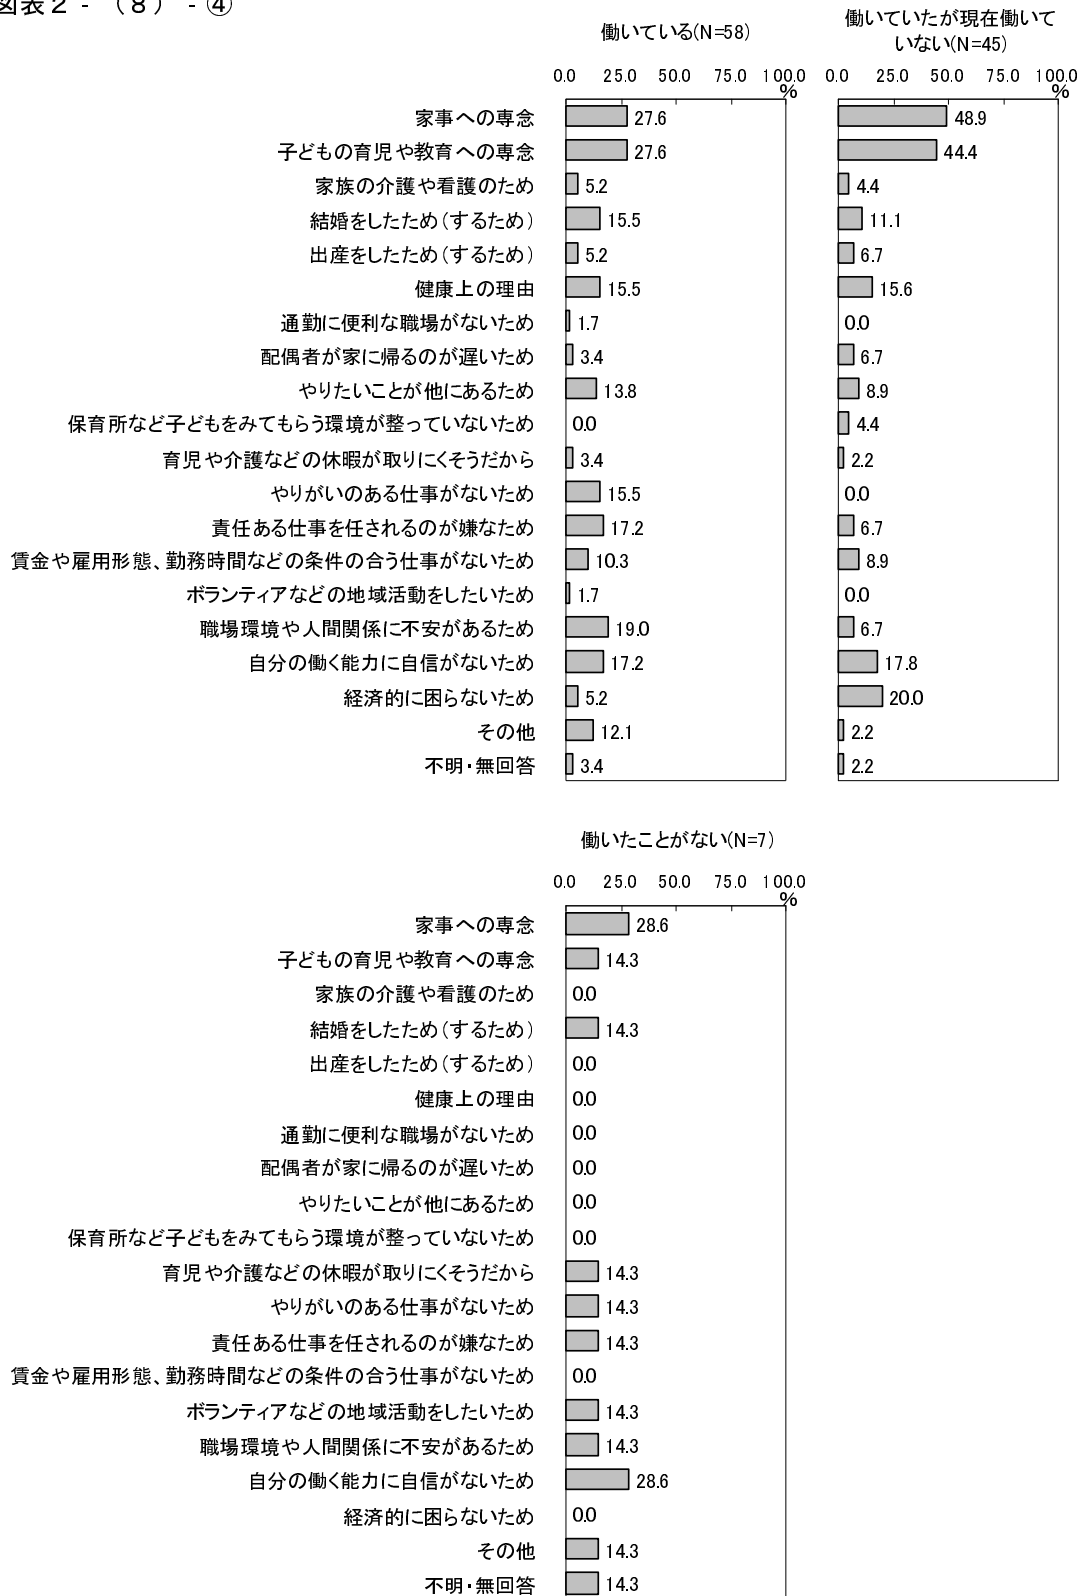 図表２-（８）-④
働いている(N=58)
働いていたが現在働いて
いない(N=45)
0.0 25.0 50.0 75.0 100.0 0.0 25.0 50.0 75.0 100.0
% %
家事への専念 27.6 48.9
子どもの育児や教育への専念 27.6 44.4
家族の介護や看護のため 5.2 4.4
結婚をしたため(するため) 15.5 11.1
出産をしたため(するため) 5.2 6.7
健康上の理由 15.5 15.6
通勤に便利な職場がないため 1.7 0.0
配偶者が家に帰るのが遅いため 3.4 6.7
やりたいことが他にあるため 13.8 8.9
保育所など子どもをみてもらう環境が整っていないため 0.0 4.4
育児や介護などの休暇が取りにくそうだから 3.4 2.2
やりがいのある仕事がないため 15.5 0.0
責任ある仕事を任されるのが嫌なため 17.2 6.7
賃金や雇用形態、勤務時間などの条件の合う仕事がないため 10.3 8.9
ボランティアなどの地域活動をしたいため 1.7 0.0
職場環境や人間関係に不安があるため 19.0 6.7
自分の働く能力に自信がないため 17.2 17.8
経済的に困らないため 5.2 20.0
その他 12.1 2.2
不明・無回答 3.4 2.2
働いたことがない(N=7)
0.0 25.0 50.0 75.0 100.0
%
家事への専念 28.6
子どもの育児や教育への専念 14.3
家族の介護や看護のため 0.0
結婚をしたため(するため) 14.3
出産をしたため(するため) 0.0
健康上の理由 0.0
通勤に便利な職場がないため 0.0
配偶者が家に帰るのが遅いため 0.0
やりたいことが他にあるため 0.0
保育所など子どもをみてもらう環境が整っていないため 0.0
育児や介護などの休暇が取りにくそうだから 14.3
やりがいのある仕事がないため 14.3
責任ある仕事を任されるのが嫌なため 14.3
賃金や雇用形態、勤務時間などの条件の合う仕事がないため 0.0
ボランティアなどの地域活動をしたいため 14.3
職場環境や人間関係に不安があるため 14.3
自分の働く能力に自信がないため 28.6
経済的に困らないため 0.0
その他 14.3
不明・無回答 14.3